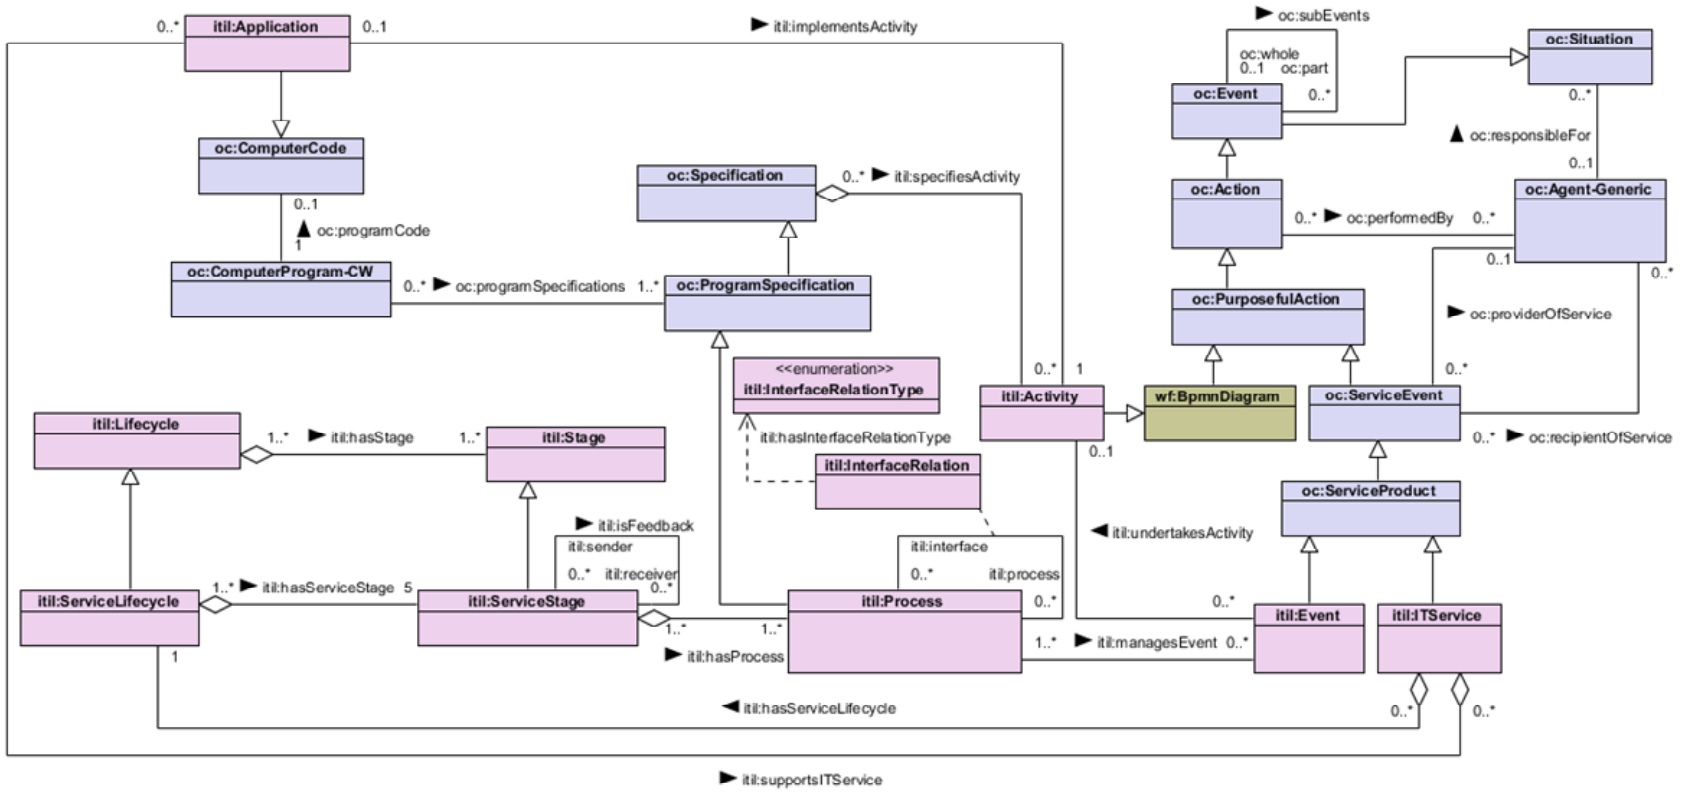 0..*
itil:Application
0..1
itil:implementsActivity
oc:subEvents
oc:whole
0..1 oc:part
0..*
oc:Situation
0..*
oc:Event
oc:responsibleFor
0..1
oc:ComputerCode
0..1
oc:programCode
1
oc:Specification
0..*
itil:specifiesActivity
oc:Action
0..*
oc:performedBy
0..*
oc:Agent-Generic
0..1
0..*
oc:ComputerProgram-CW
0..*
oc:programSpecifications
1..*
oc:ProgramSpecification
oc:PurposefulAction
oc:providerOfService
<<enumeration>>
itil:InterfaceRelationType
0..*
1
0..*
itil:Activity
wf:BpmnDiagram
oc:ServiceEvent
0..1
0..*
oc:recipientOfService
itil:Lifecycle
1..*
itil:hasStage
1..*
itil:Stage
itil:hasInterfaceRelationType
itil:InterfaceRelation
oc:ServiceProduct
itil:isFeedback
itil:sender
0..*
itil:receiver
0..*
itil:interface
0..*
itil:process
0..*
itil:undertakesActivity
0..*
itil:ServiceLifecycle
1..*
itil:hasServiceStage
5
itil:ServiceStage
1..*
1..*
itil:hasProcess
itil:Process
1..*
itil:managesEvent
0..*
itil:Event
itil:ITService
1
itil:hasServiceLifecycle
0..*
0..*
itil:supportsITService